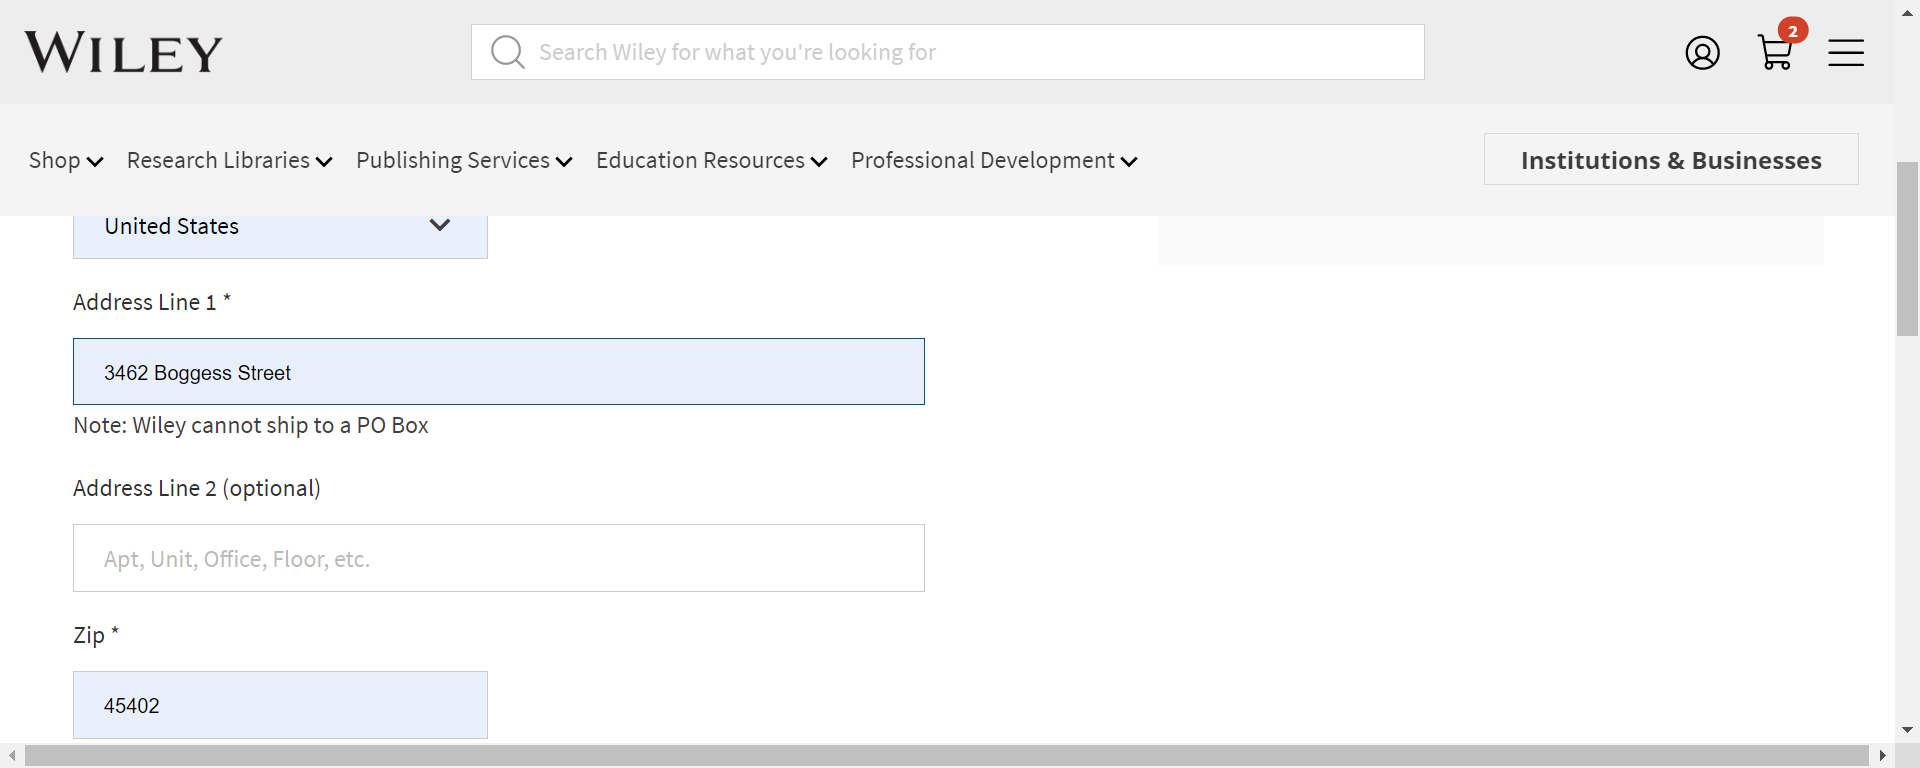 WILEY
Search Wiley for what you're looking for
2
Shop
Research Libraries
Publishing Services
Education Resources
Professional Development
Institutions & Businesses
United States
Address Line 1 *
3462 Boggess Street
Note: Wiley cannot ship to a PO Box
Address Line 2 (optional)
Apt, Unit, Office, Floor, etc.
Zip *
45402